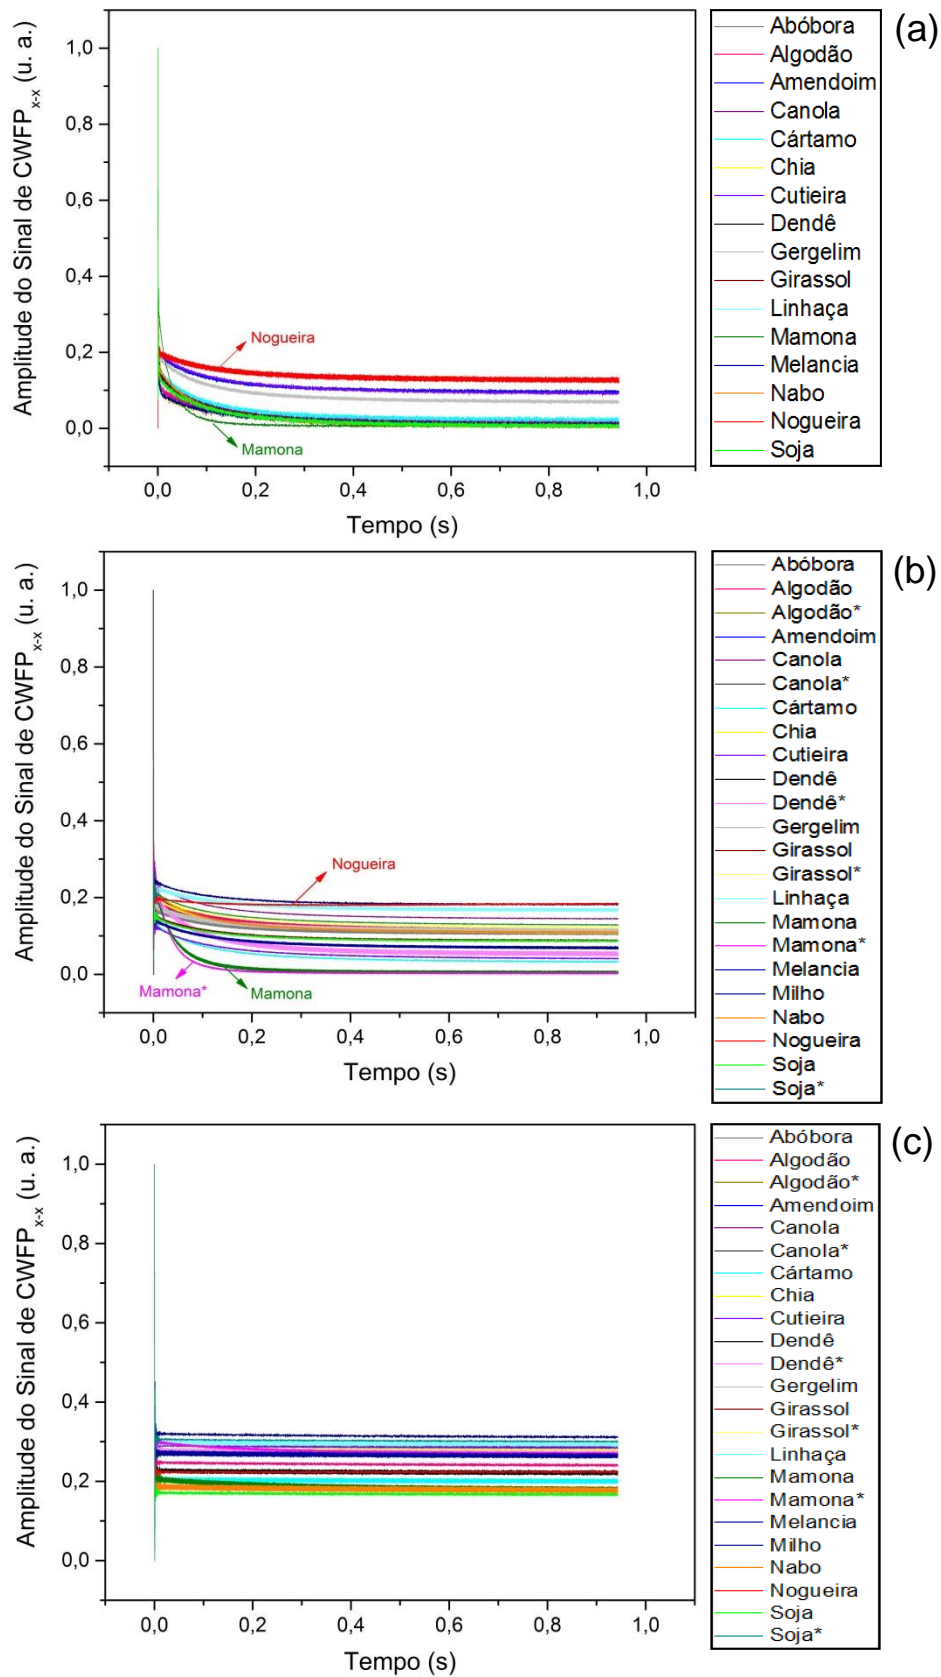 (a)
Amplitude do Sinal de CWFPx-x (u. a.)
1,0
0,8
0,6
0,4
0,2
0,0
Nogueira
Mamona
0,0 0,2 0,4 0,6 0,8 1,0
Tempo (s)
Abóbora
Algodão
Amendoim
Canola
Cártamo
Chia
Cutieira
Dendê
Gergelim
Girassol
Linhaça
Mamona
Melancia
Nabo
Nogueira
Soja
(b)
Amplitude do Sinal de CWFPx-x (u. a.)
1,0
0,8
0,6
0,4
0,2
0,0
Nogueira
Mamona*
Mamona
0,0 0,2 0,4 0,6 0,8 1,0
Tempo (s)
Abóbora
Algodão
Algodão*
Amendoim
Canola
Canola*
Cártamo
Chia
Cutieira
Dendê
Dendê*
Gergelim
Girassol
Girassol*
Linhaça
Mamona
Mamona*
Melancia
Milho
Nabo
Nogueira
Soja
Soja*
(c)
Amplitude do Sinal de CWFPx-x (u. a.)
1,0
0,8
0,6
0,4
0,2
0,0
0,0 0,2 0,4 0,6 0,8 1,0
Tempo (s)
Abóbora
Algodão
Algodão*
Amendoim
Canola
Canola*
Cártamo
Chia
Cutieira
Dendê
Dendê*
Gergelim
Girassol
Girassol*
Linhaça
Mamona
Mamona*
Melancia
Milho
Nabo
Nogueira
Soja
Soja*